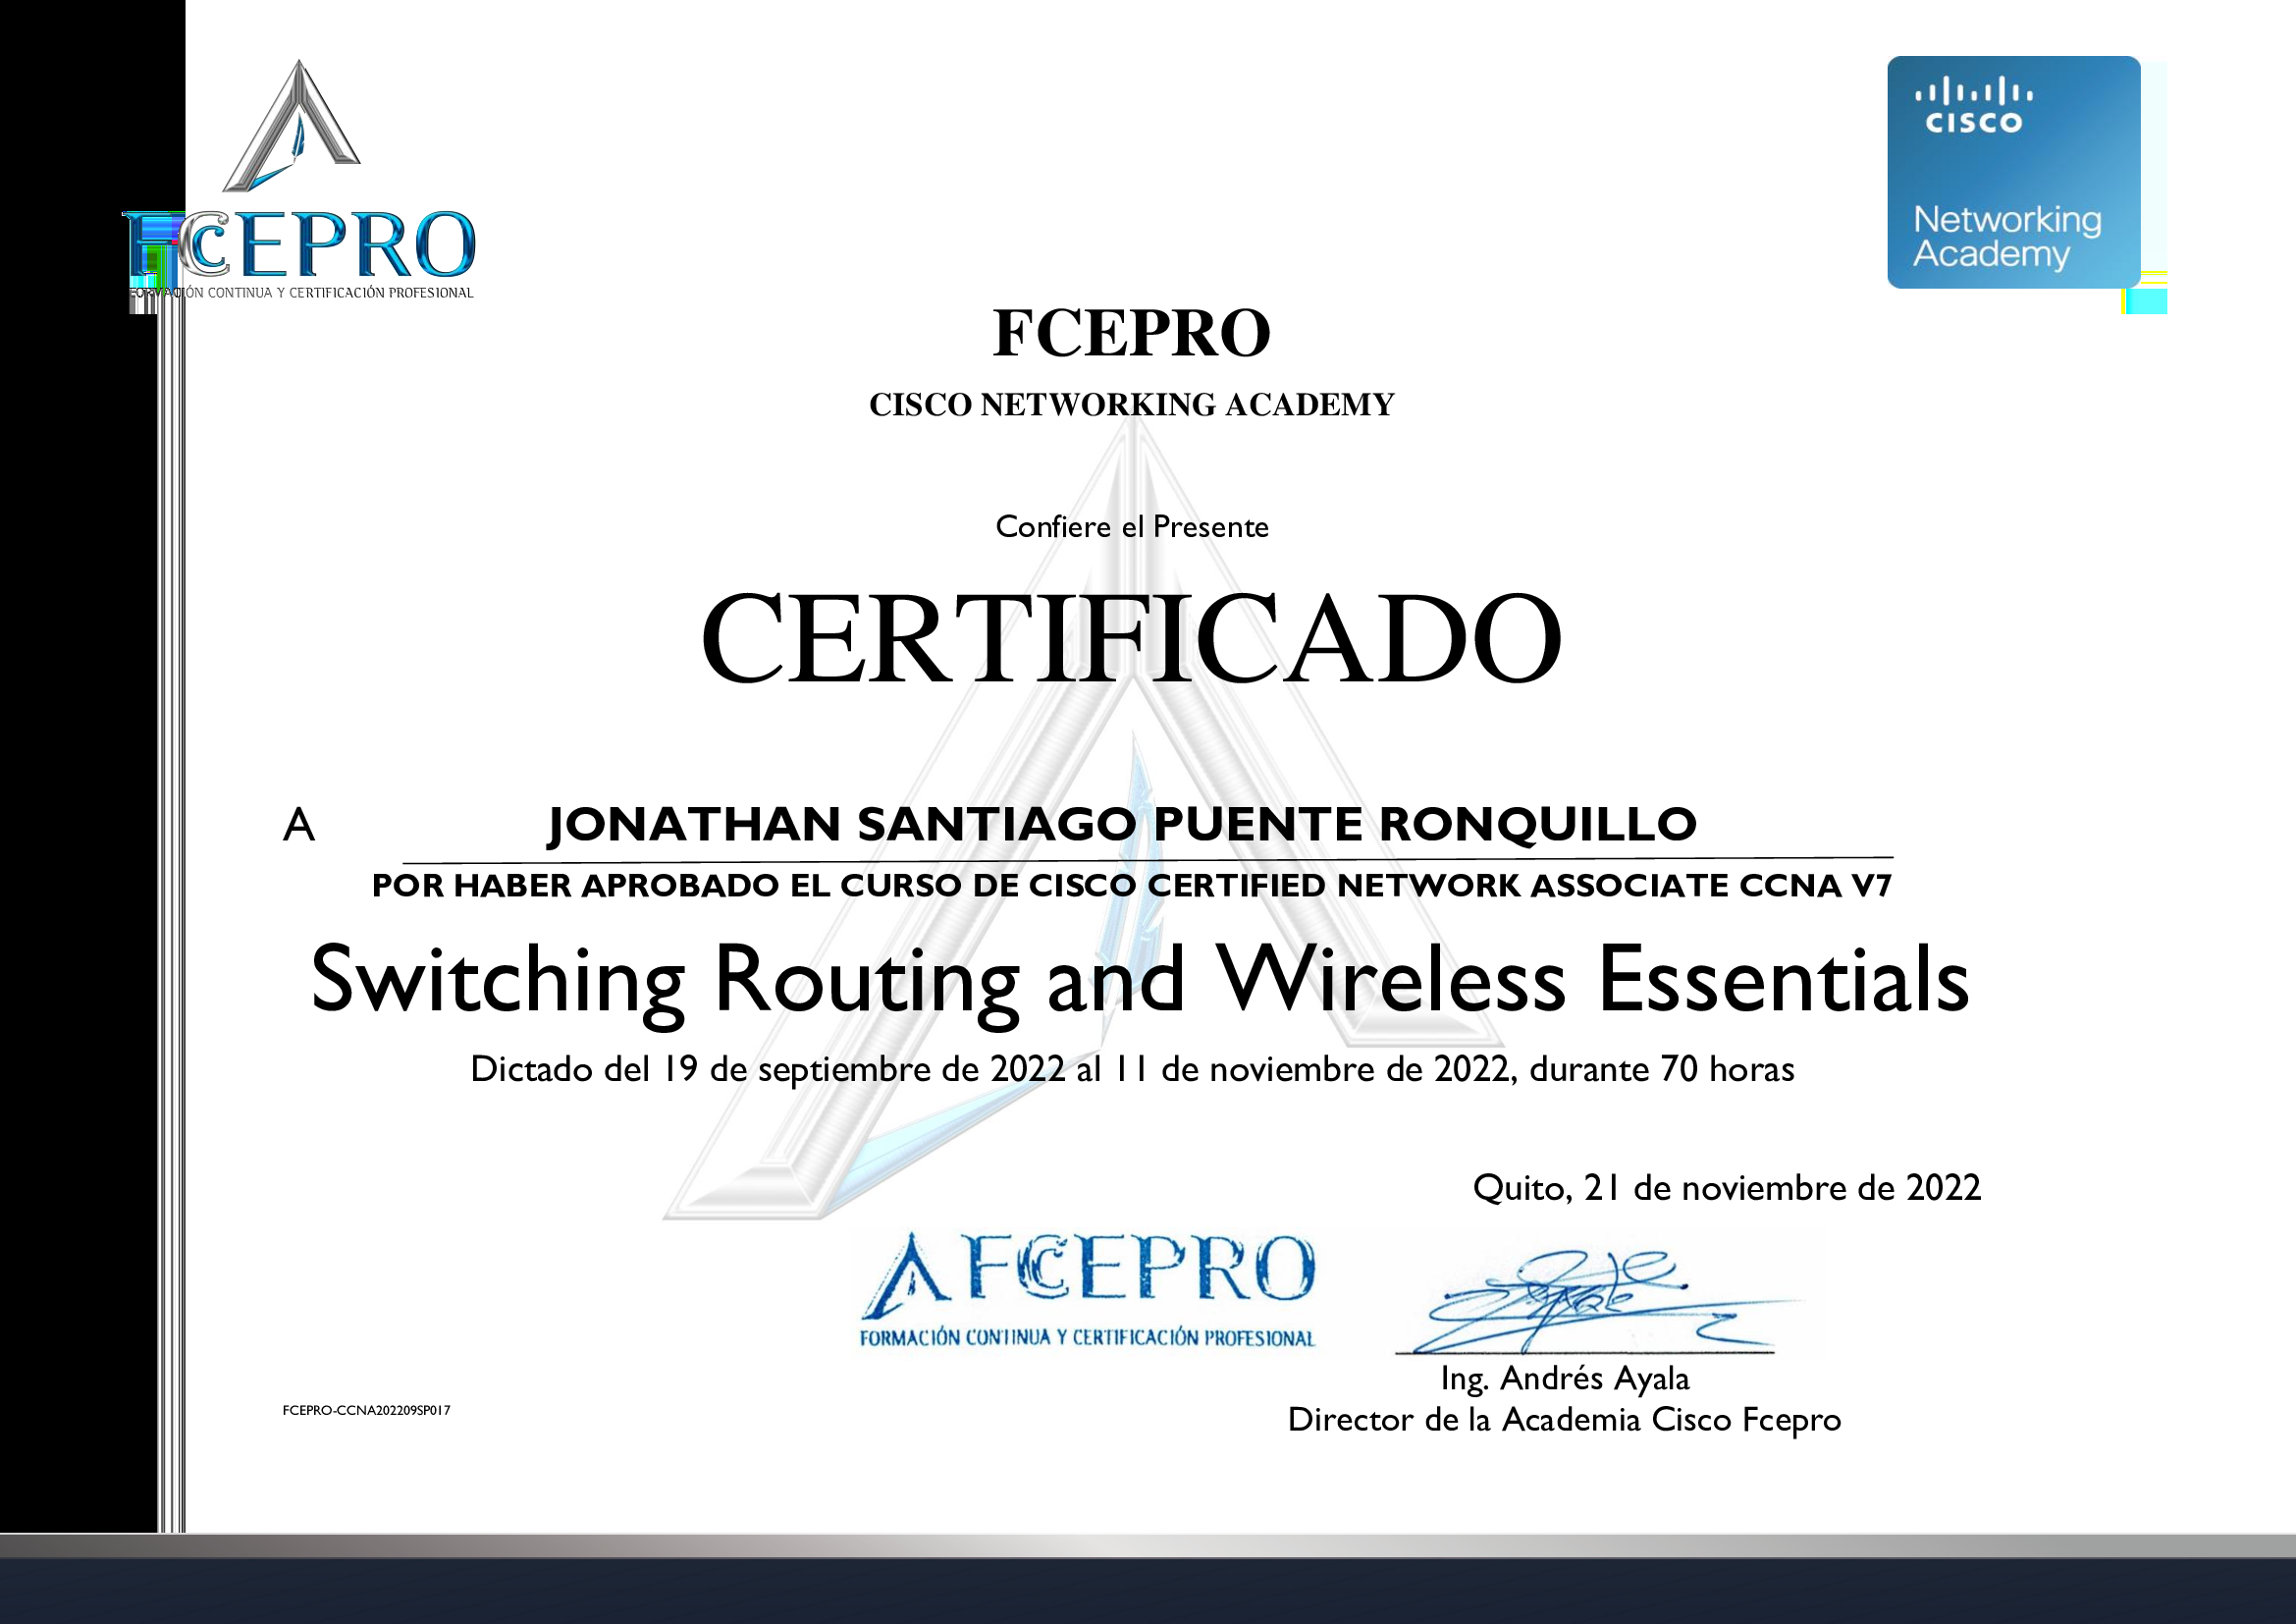 FCEPRO
FORMACIÓN CONTINUA Y CERTIFICACIÓN PROFESIONAL
CISCO
Networking
Academy
FCEPRO
CISCO NETWORKING ACADEMY
Confiere el Presente
CERTIFICADO
A JONATHAN SANTIAGO PUENTE RONQUILLO
POR HABER APROBADO EL CURSO DE CISCO CERTIFIED NETWORK ASSOCIATE CCNA V7
Switching Routing and Wireless Essentials
Dictado del 19 de septiembre de 2022 al 11 de noviembre de 2022, durante 70 horas
Quito, 21 de noviembre de 2022
FCEPRO
FORMACIÓN CONTINUA Y CERTIFICACIÓN PROFESIONAL
Ing. Andrés Ayala
Director de la Academia Cisco Fcepro
FCEPRO-CCNA202209SP017